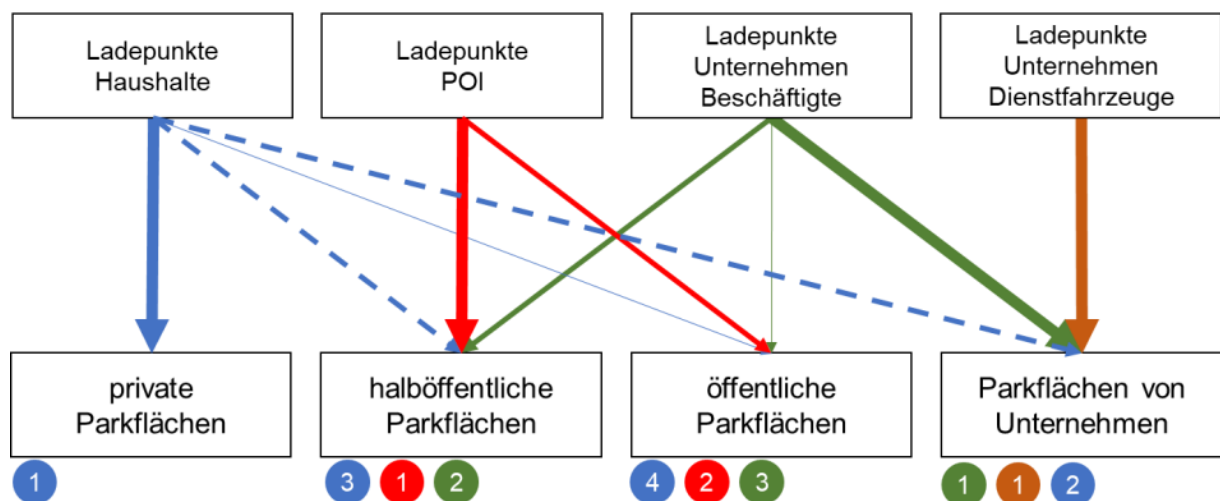 Ladepunkte
Haushalte
Ladepunkte
POI
Ladepunkte
Unternehmen
Beschäftigte
Ladepunkte
Unternehmen
Dienstfahrzeuge
private
Parkflächen
halböffentliche
Parkflächen
öffentliche
Parkflächen
Parkflächen von
Unternehmen
1
3 1 2
4 2 3
1 1 2